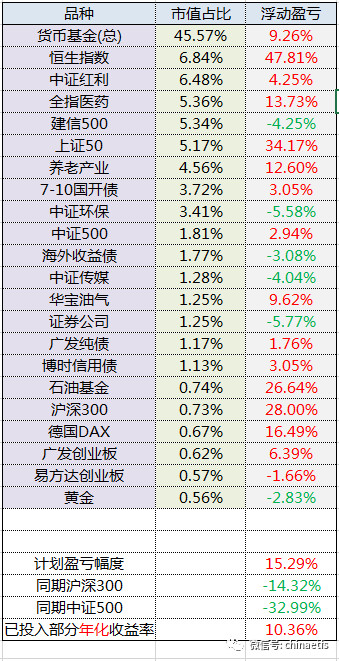 品种 市值占比 浮动盈亏
货币基金(总) 45.57% 9.26%
恒生指数 6.84% 47.81%
中证红利 6.48% 4.25%
全指医药 5.36% 13.73%
建信500 5.34% -4.25%
上证50 5.17% 34.17%
养老产业 4.56% 12.60%
7-10国开债 3.72% 3.05%
中证环保 3.41% -5.58%
中证500 1.81% 2.94%
海外收益债 1.77% -3.08%
中证传媒 1.28% -4.04%
华宝油气 1.25% 9.62%
证券公司 1.25% -5.77%
广发纯债 1.17% 1.76%
博时信用债 1.13% 3.05%
石油基金 0.74% 26.64%
沪深300 0.73% 28.00%
德国DAX 0.67% 16.49%
广发创业板 0.62% 6.39%
易方达创业板 0.57% -1.66%
黄金 0.56% -2.83%
计划盈亏幅度 15.29%
同期沪深300 -14.32%
同期中证500 -32.99%
已投入部分年化收益率 10.36%
微信号: chinaetfs